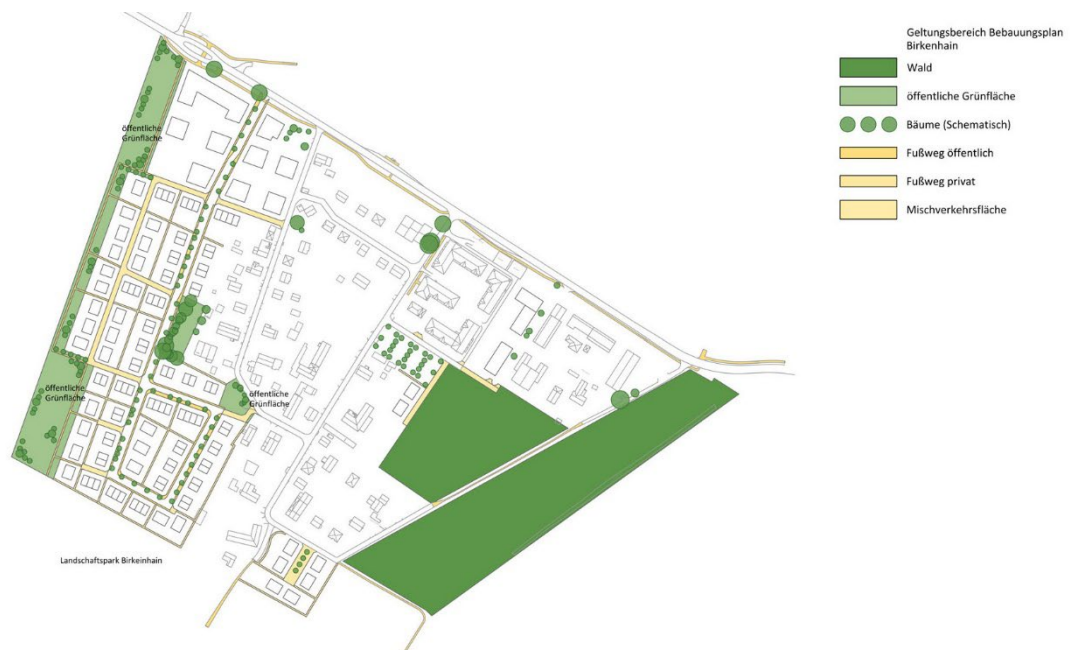 öffentliche
Grünfläche
öffentliche
Grünfläche
öffentliche
Grünfläche
Landschaftspark Birkeinhain
Geltungsbereich Bebauungsplan
Birkenhain
Wald
öffentliche Grünfläche
Bäume (Schematisch)
Fußweg öffentlich
Fußweg privat
Mischverkehrsfläche